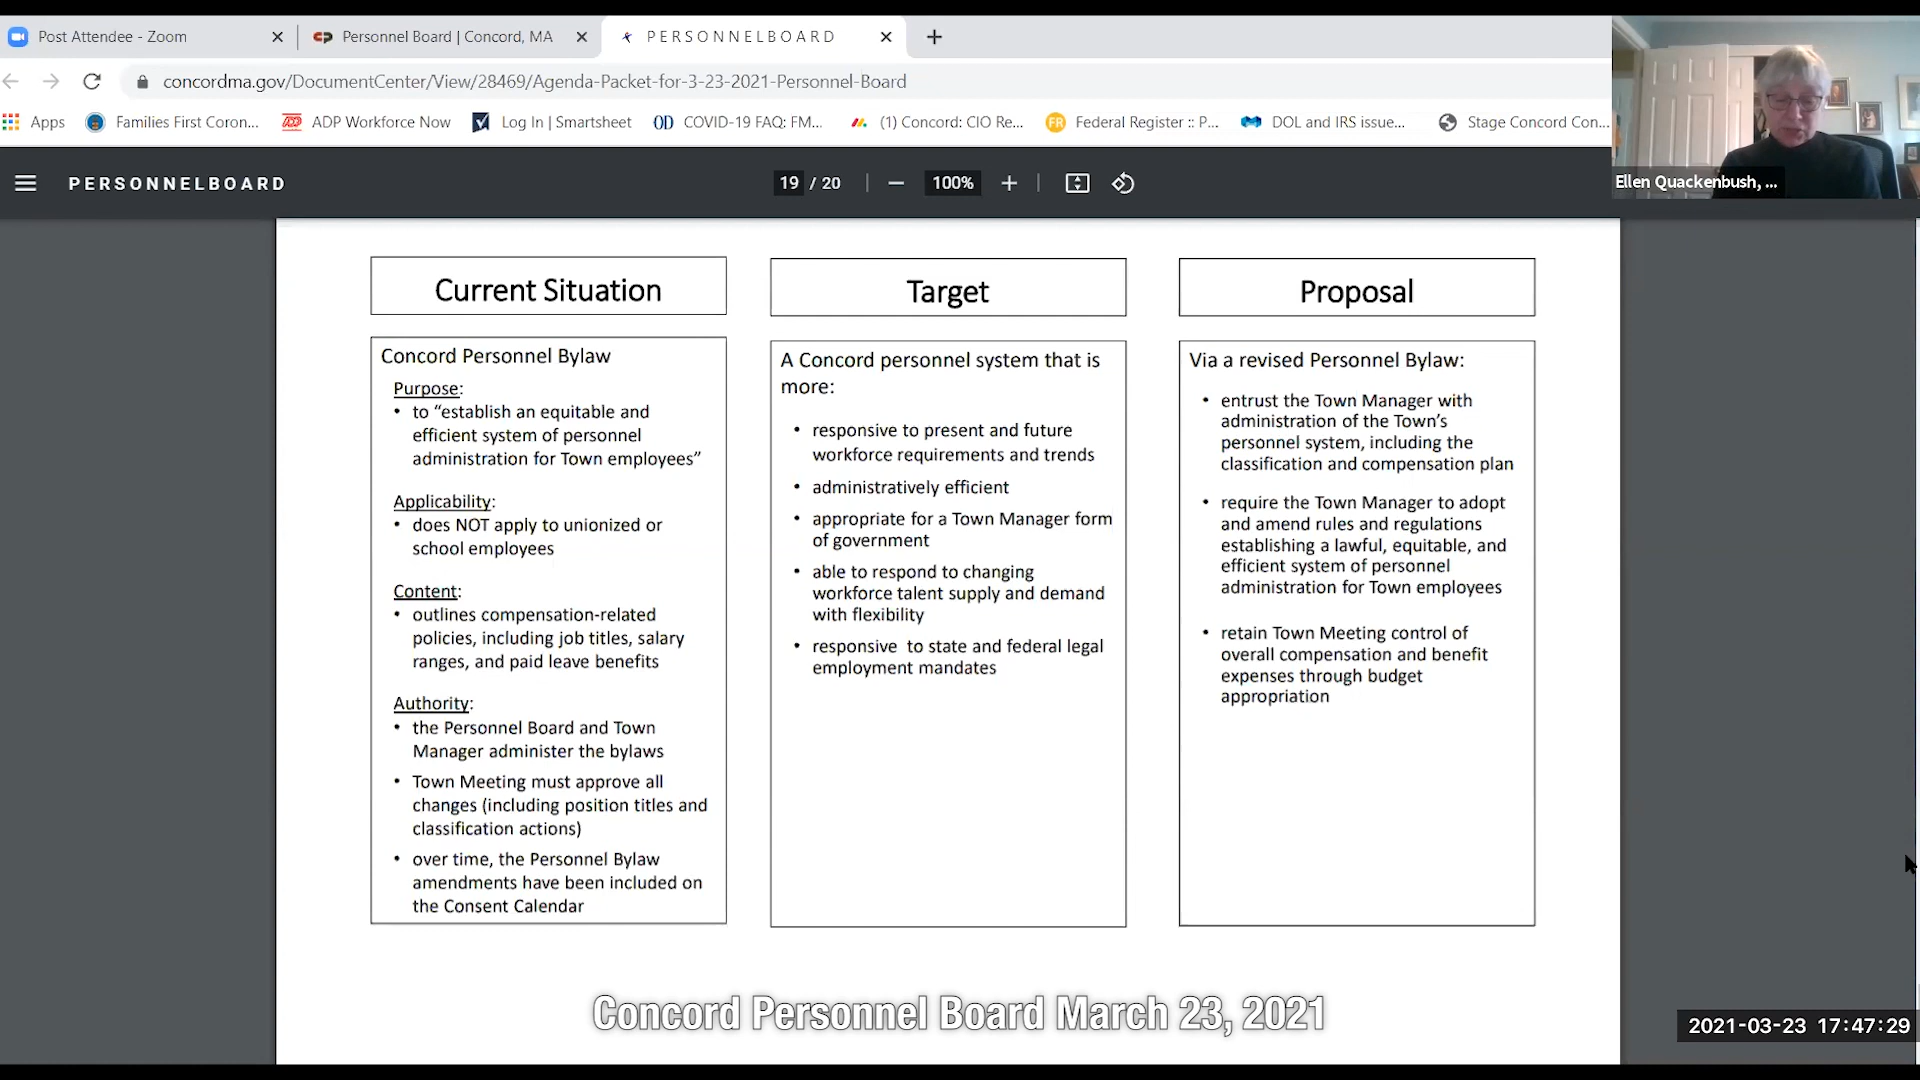 Post Attendee - Zoom
Personnel Board | Concord, MA
PERSONNELBOARD
concordma.gov/DocumentCenter/View/28469/Agenda-Packet-for-3-23-2021-Personnel-Board
Apps
Families First Coron...
ADP Workforce Now
Log In | Smartsheet
OD COVID-19 FAQ: FM...
(1) Concord: CIO Re...
FR Federal Register :: P...
DOL and IRS issue...
Stage Concord Con...
Ellen Quackenbush, ...
PERSONNELBOARD
19 / 20
100%
Current Situation
Concord Personnel Bylaw
Purpose:
• to “establish an equitable and
efficient system of personnel
administration for Town employees”
Applicability:
• does NOT apply to unionized or
school employees
Content:
• outlines compensation-related
policies, including job titles, salary
ranges, and paid leave benefits
Authority:
• the Personnel Board and Town
Manager administer the bylaws
• Town Meeting must approve all
changes (including position titles and
classification actions)
• over time, the Personnel Bylaw
amendments have been included on
the Consent Calendar
Target
A Concord personnel system that is
more:
• responsive to present and future
workforce requirements and trends
• administratively efficient
• appropriate for a Town Manager form
of government
• able to respond to changing
workforce talent supply and demand
with flexibility
• responsive to state and federal legal
employment mandates
Proposal
Via a revised Personnel Bylaw:
• entrust the Town Manager with
administration of the Town’s
personnel system, including the
classification and compensation plan
• require the Town Manager to adopt
and amend rules and regulations
establishing a lawful, equitable, and
efficient system of personnel
administration for Town employees
• retain Town Meeting control of
overall compensation and benefit
expenses through budget
appropriation
Concord Personnel Board March 23, 2021
2021-03-23 17:47:29